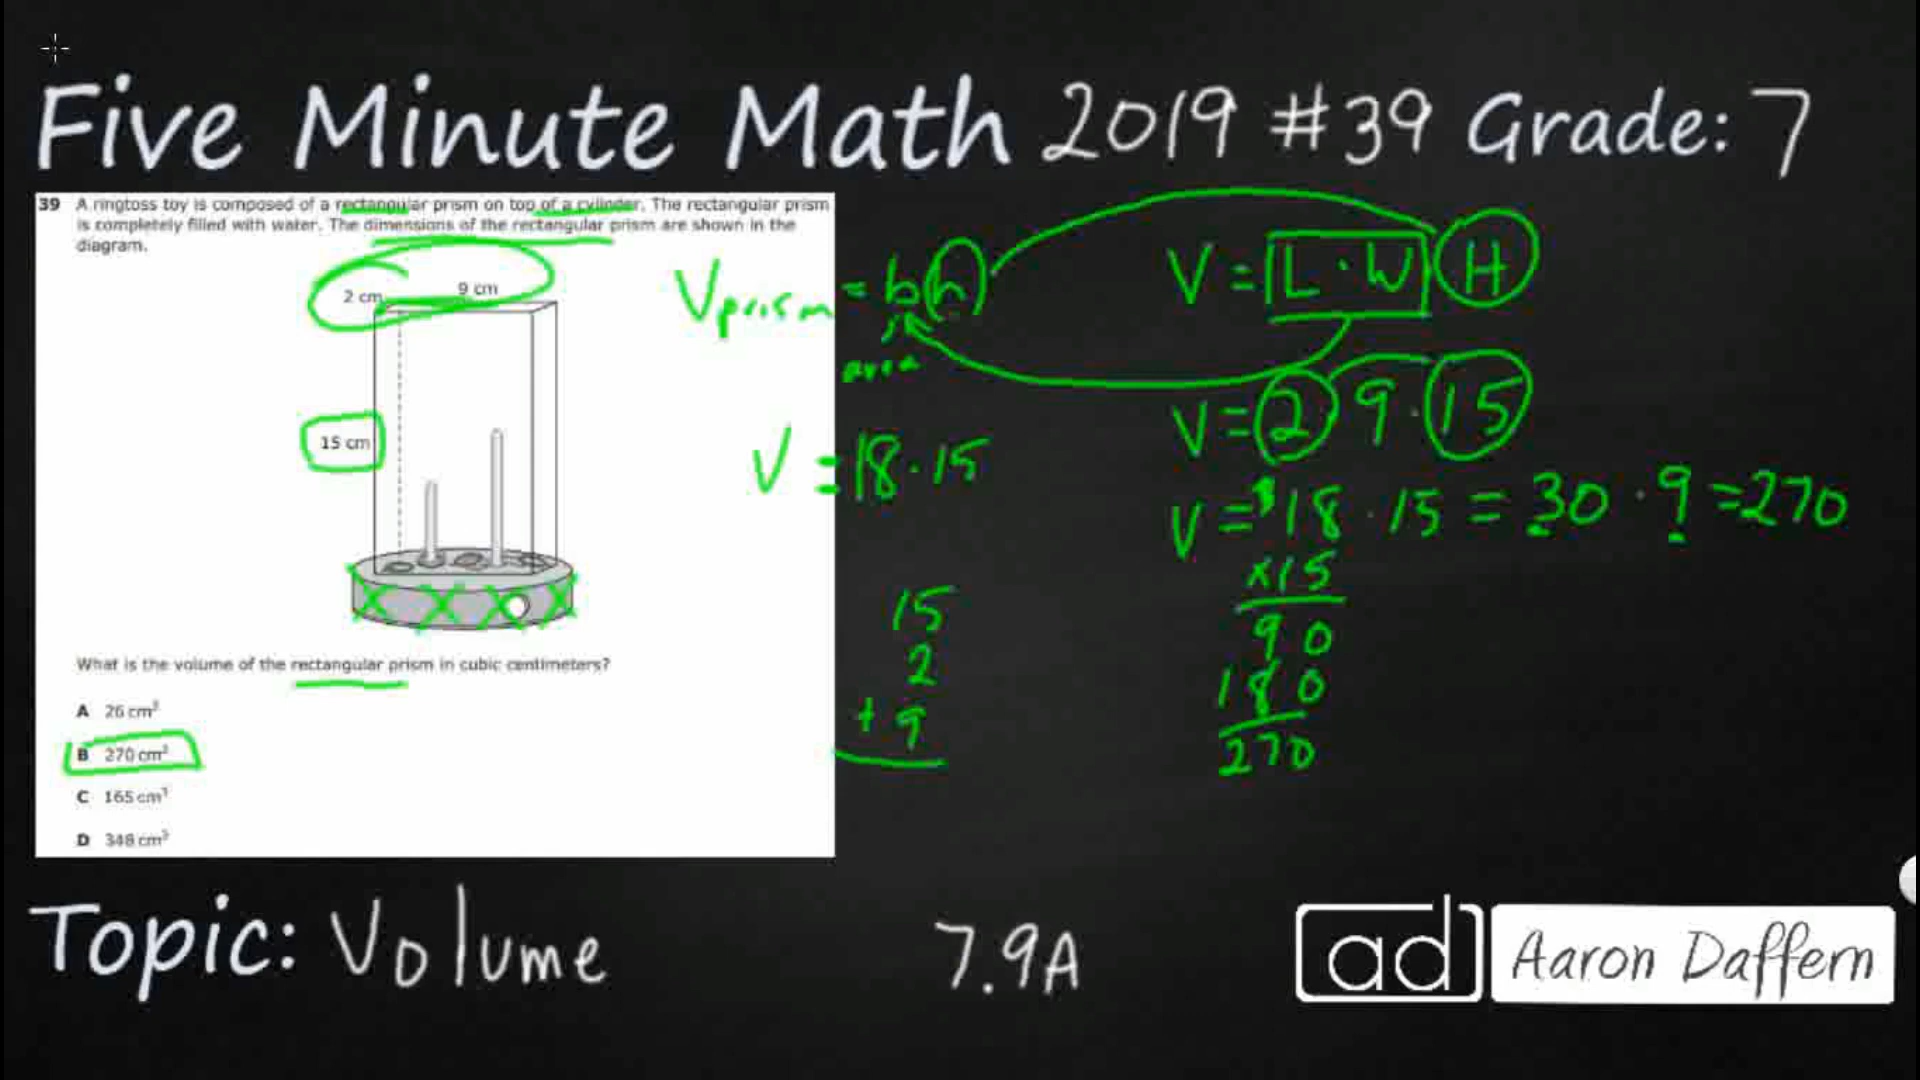 Five Minute Math 2019 #39 Grade: 7
39 A ringtoss toy is composed of a rectangular prism on top of a cylinder. The rectangular prism
is completely filled with water. The dimensions of the rectangular prism are shown in the
diagram.
2 cm
9 cm
15 cm
What is the volume of the rectangular prism in cubic centimeters?
A 26 cm³
B 270 cm³
C 165 cm³
D 348 cm³
Vprism = b(h)
area
V = 18·15
15
2
+ 9
V = L·W H
V = 2 9·15
V = 18·15 = 30·9 = 270
x15
90
180
270
Topic: Volume
7.9A
ad
Aaron Daffern